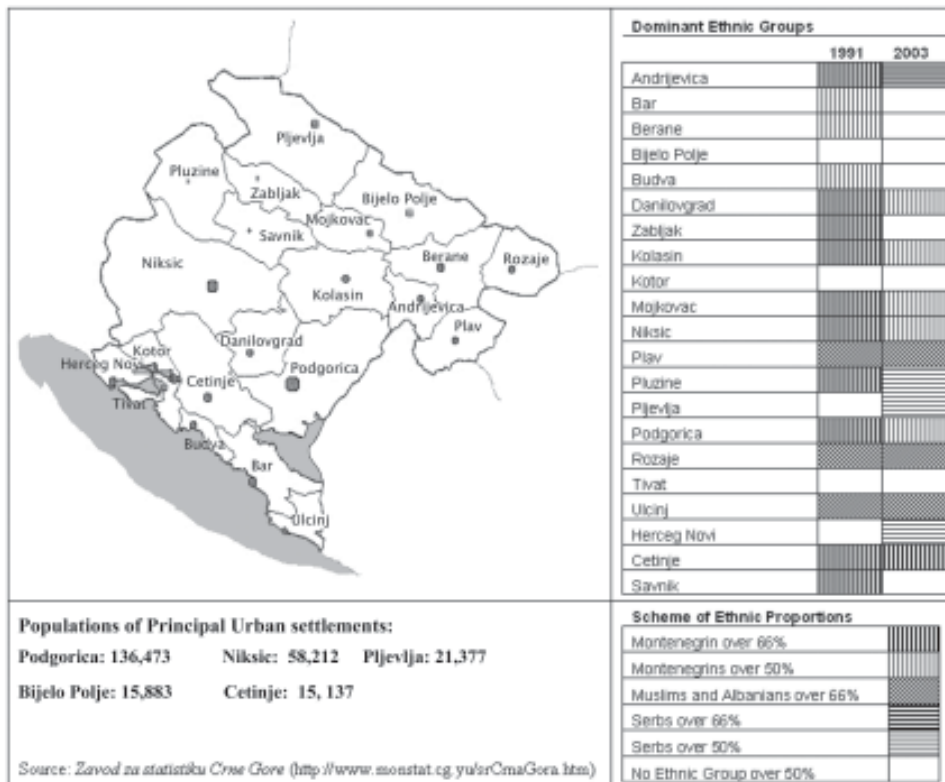 Pljevlja
Pluzine
Zabljak
Bijelo Polje
Mojkovac
Savnik
Niksic
Berane
Rozaje
Kolasin
Andrijevica
Plav
Danilovgrad
Kotor
Herceg Novi
Podgorica
Cetinje
Tivat
Budva
Bar
Ulcinj
Dominant Ethnic Groups
1991 2003
Andrijevica
Bar
Berane
Bijelo Polje
Budva
Danilovgrad
Zabljak
Kolasin
Kotor
Mojkovac
Niksic
Plav
Pluzine
Pljevlja
Podgorica
Rozaje
Tivat
Ulcinj
Herceg Novi
Cetinje
Savnik
Populations of Principal Urban settlements:
Podgorica: 136,473 Niksic: 58,212 Pljevlja: 21,377
Bijelo Polje: 15,883 Cetinje: 15, 137
Source: Zavod za statistiku Crne Gore (http://www.monstat.cg.yu/srCrnaGora.htm)
Scheme of Ethnic Proportions
Montenegrin over 66%
Montenegrins over 50%
Muslims and Albanians over 66%
Serbs over 66%
Serbs over 50%
No Ethnic Group over 50%